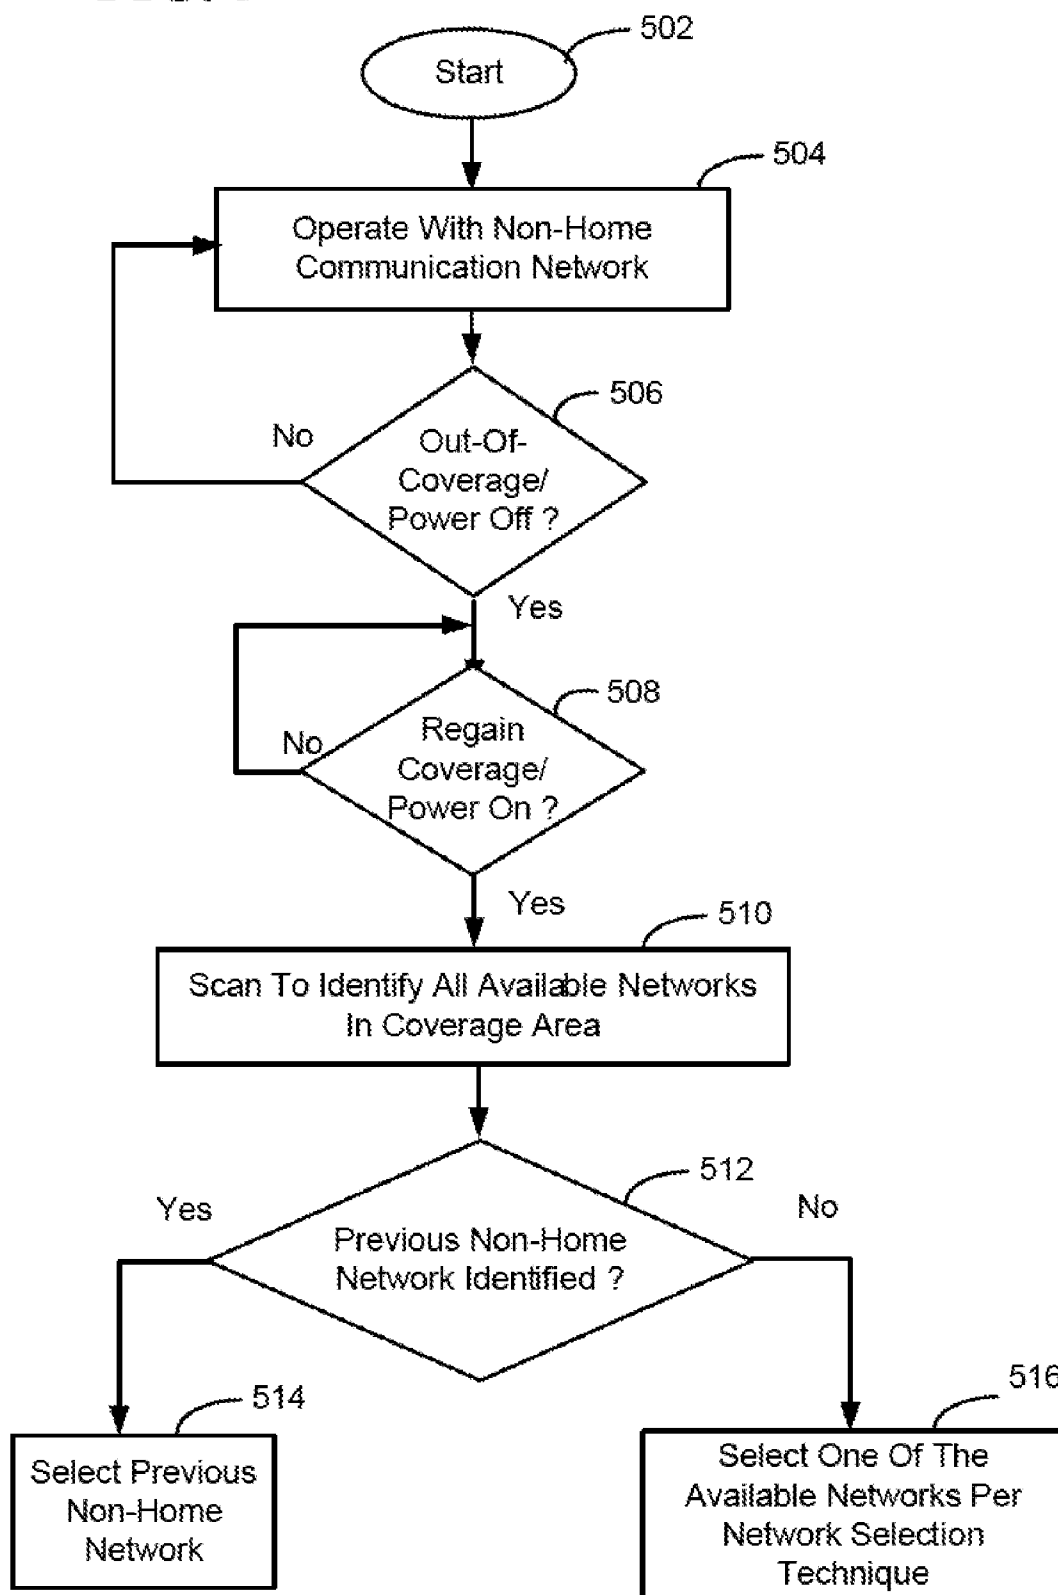 502
Start
504
Operate With Non-Home
Communication Network
506
No
Out-Of-
Coverage/
Power Off ?
Yes
508
No
Regain
Coverage/
Power On ?
Yes
510
Scan To Identify All Available Networks
In Coverage Area
512
Yes
No
Previous Non-Home
Network Identified ?
514
516
Select Previous
Non-Home
Network
Select One Of The
Available Networks Per
Network Selection
Technique